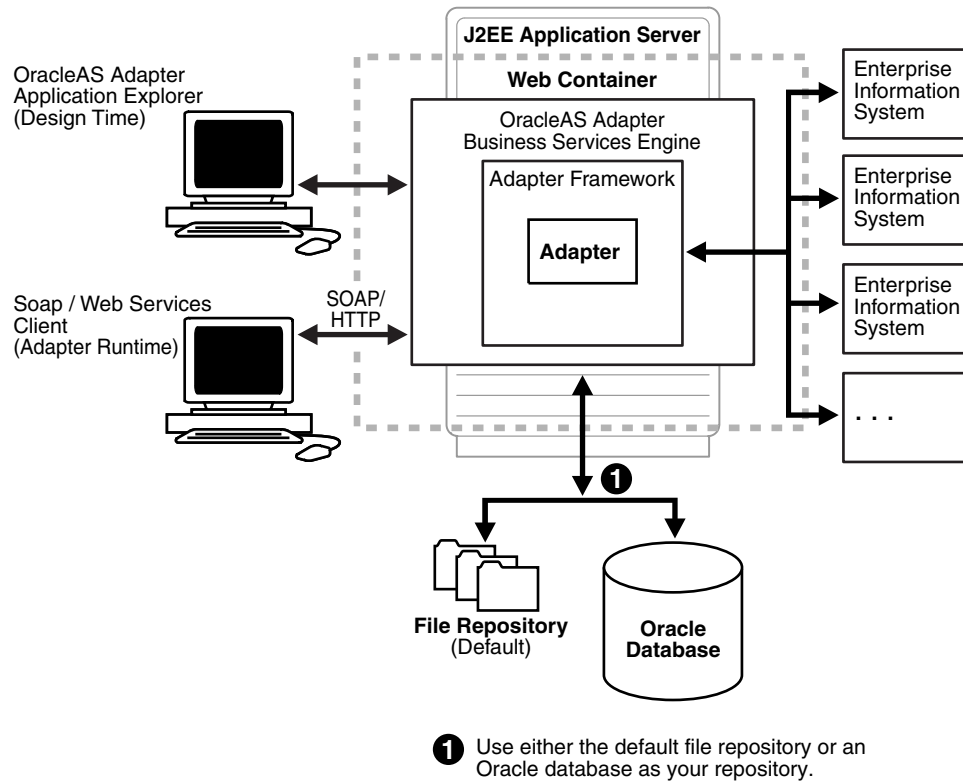 J2EE Application Server
Web Container
OracleAS Adapter
Application Explorer
(Design Time)
OracleAS Adapter
Business Services Engine
Adapter Framework
Adapter
Enterprise
Information
System
Enterprise
Information
System
Soap / Web Services
Client
(Adapter Runtime)
SOAP/
HTTP
Enterprise
Information
System
. . .
1
File Repository
(Default)
Oracle
Database
1 Use either the default file repository or an
Oracle database as your repository.